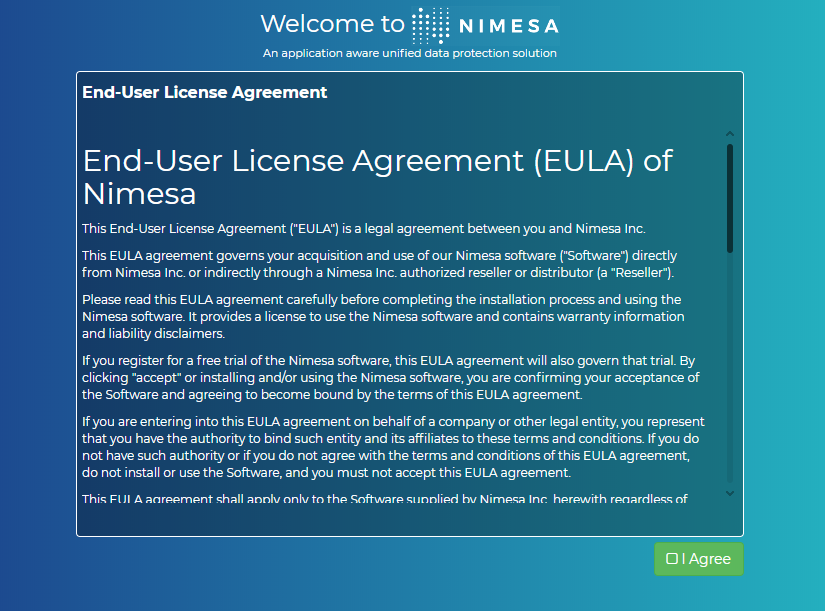 Welcome to NIMESA
An application aware unified data protection solution
End-User License Agreement
End-User License Agreement (EULA) of
Nimesa
This End-User License Agreement ("EULA") is a legal agreement between you and Nimesa Inc.
This EULA agreement governs your acquisition and use of our Nimesa software ("Software") directly
from Nimesa Inc. or indirectly through a Nimesa Inc. authorized reseller or distributor (a "Reseller").
Please read this EULA agreement carefully before completing the installation process and using the
Nimesa software. It provides a license to use the Nimesa software and contains warranty information
and liability disclaimers.
If you register for a free trial of the Nimesa software, this EULA agreement will also govern that trial. By
clicking "accept" or installing and/or using the Nimesa software, you are confirming your acceptance of
the Software and agreeing to become bound by the terms of this EULA agreement.
If you are entering into this EULA agreement on behalf of a company or other legal entity, you represent
that you have the authority to bind such entity and its affiliates to these terms and conditions. If you do
not have such authority or if you do not agree with the terms and conditions of this EULA agreement,
do not install or use the Software, and you must not accept this EULA agreement.
This EULA agreement shall apply only to the Software supplied by Nimesa Inc. herewith regardless of
I Agree